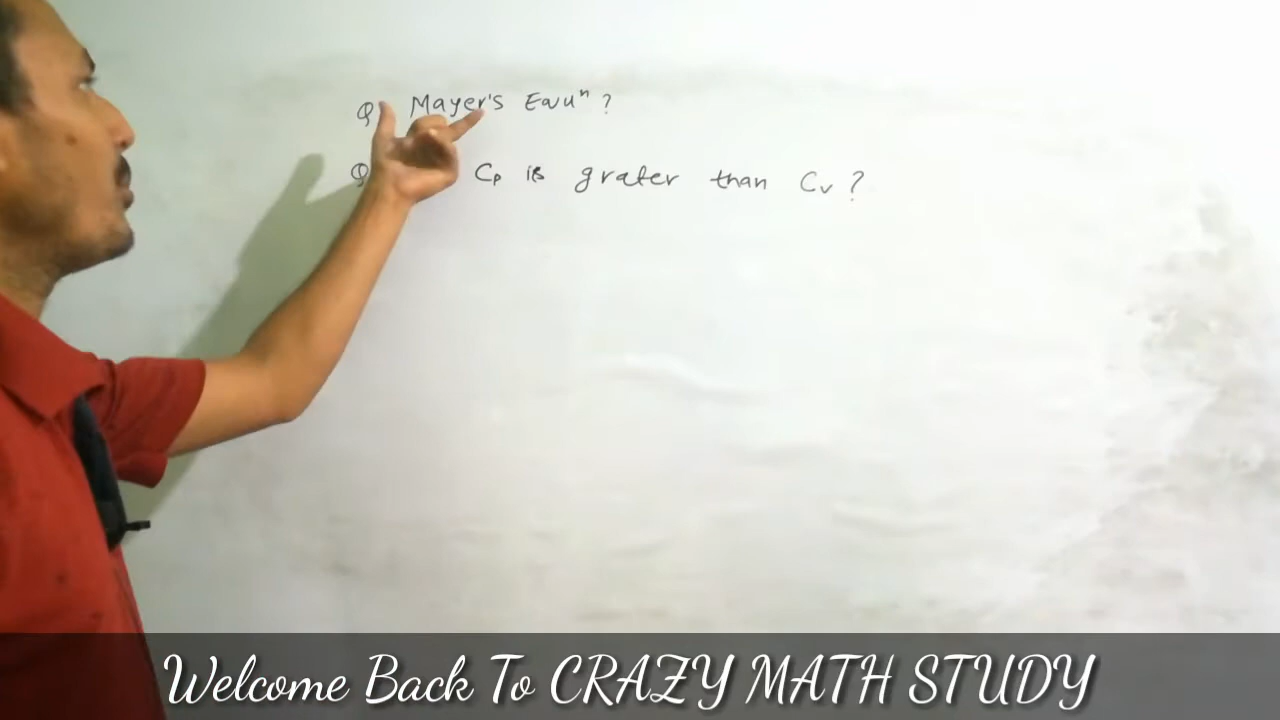 Q Mayer's Equⁿ ?
Q Cp is grater than Cv ?
Welcome Back To CRAZY MATH STUDY